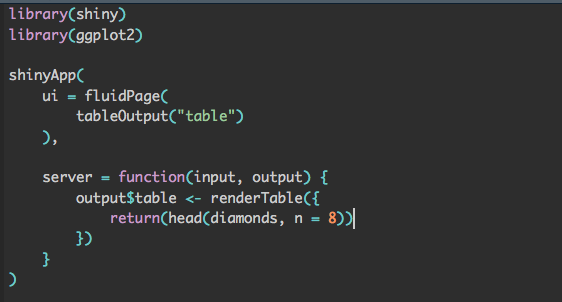 library(shiny)
library(ggplot2)

shinyApp(
    ui = fluidPage(
        tableOutput("table")
    ),

    server = function(input, output) {
        output$table <- renderTable({
            return(head(diamonds, n = 8))
        })
    }
)